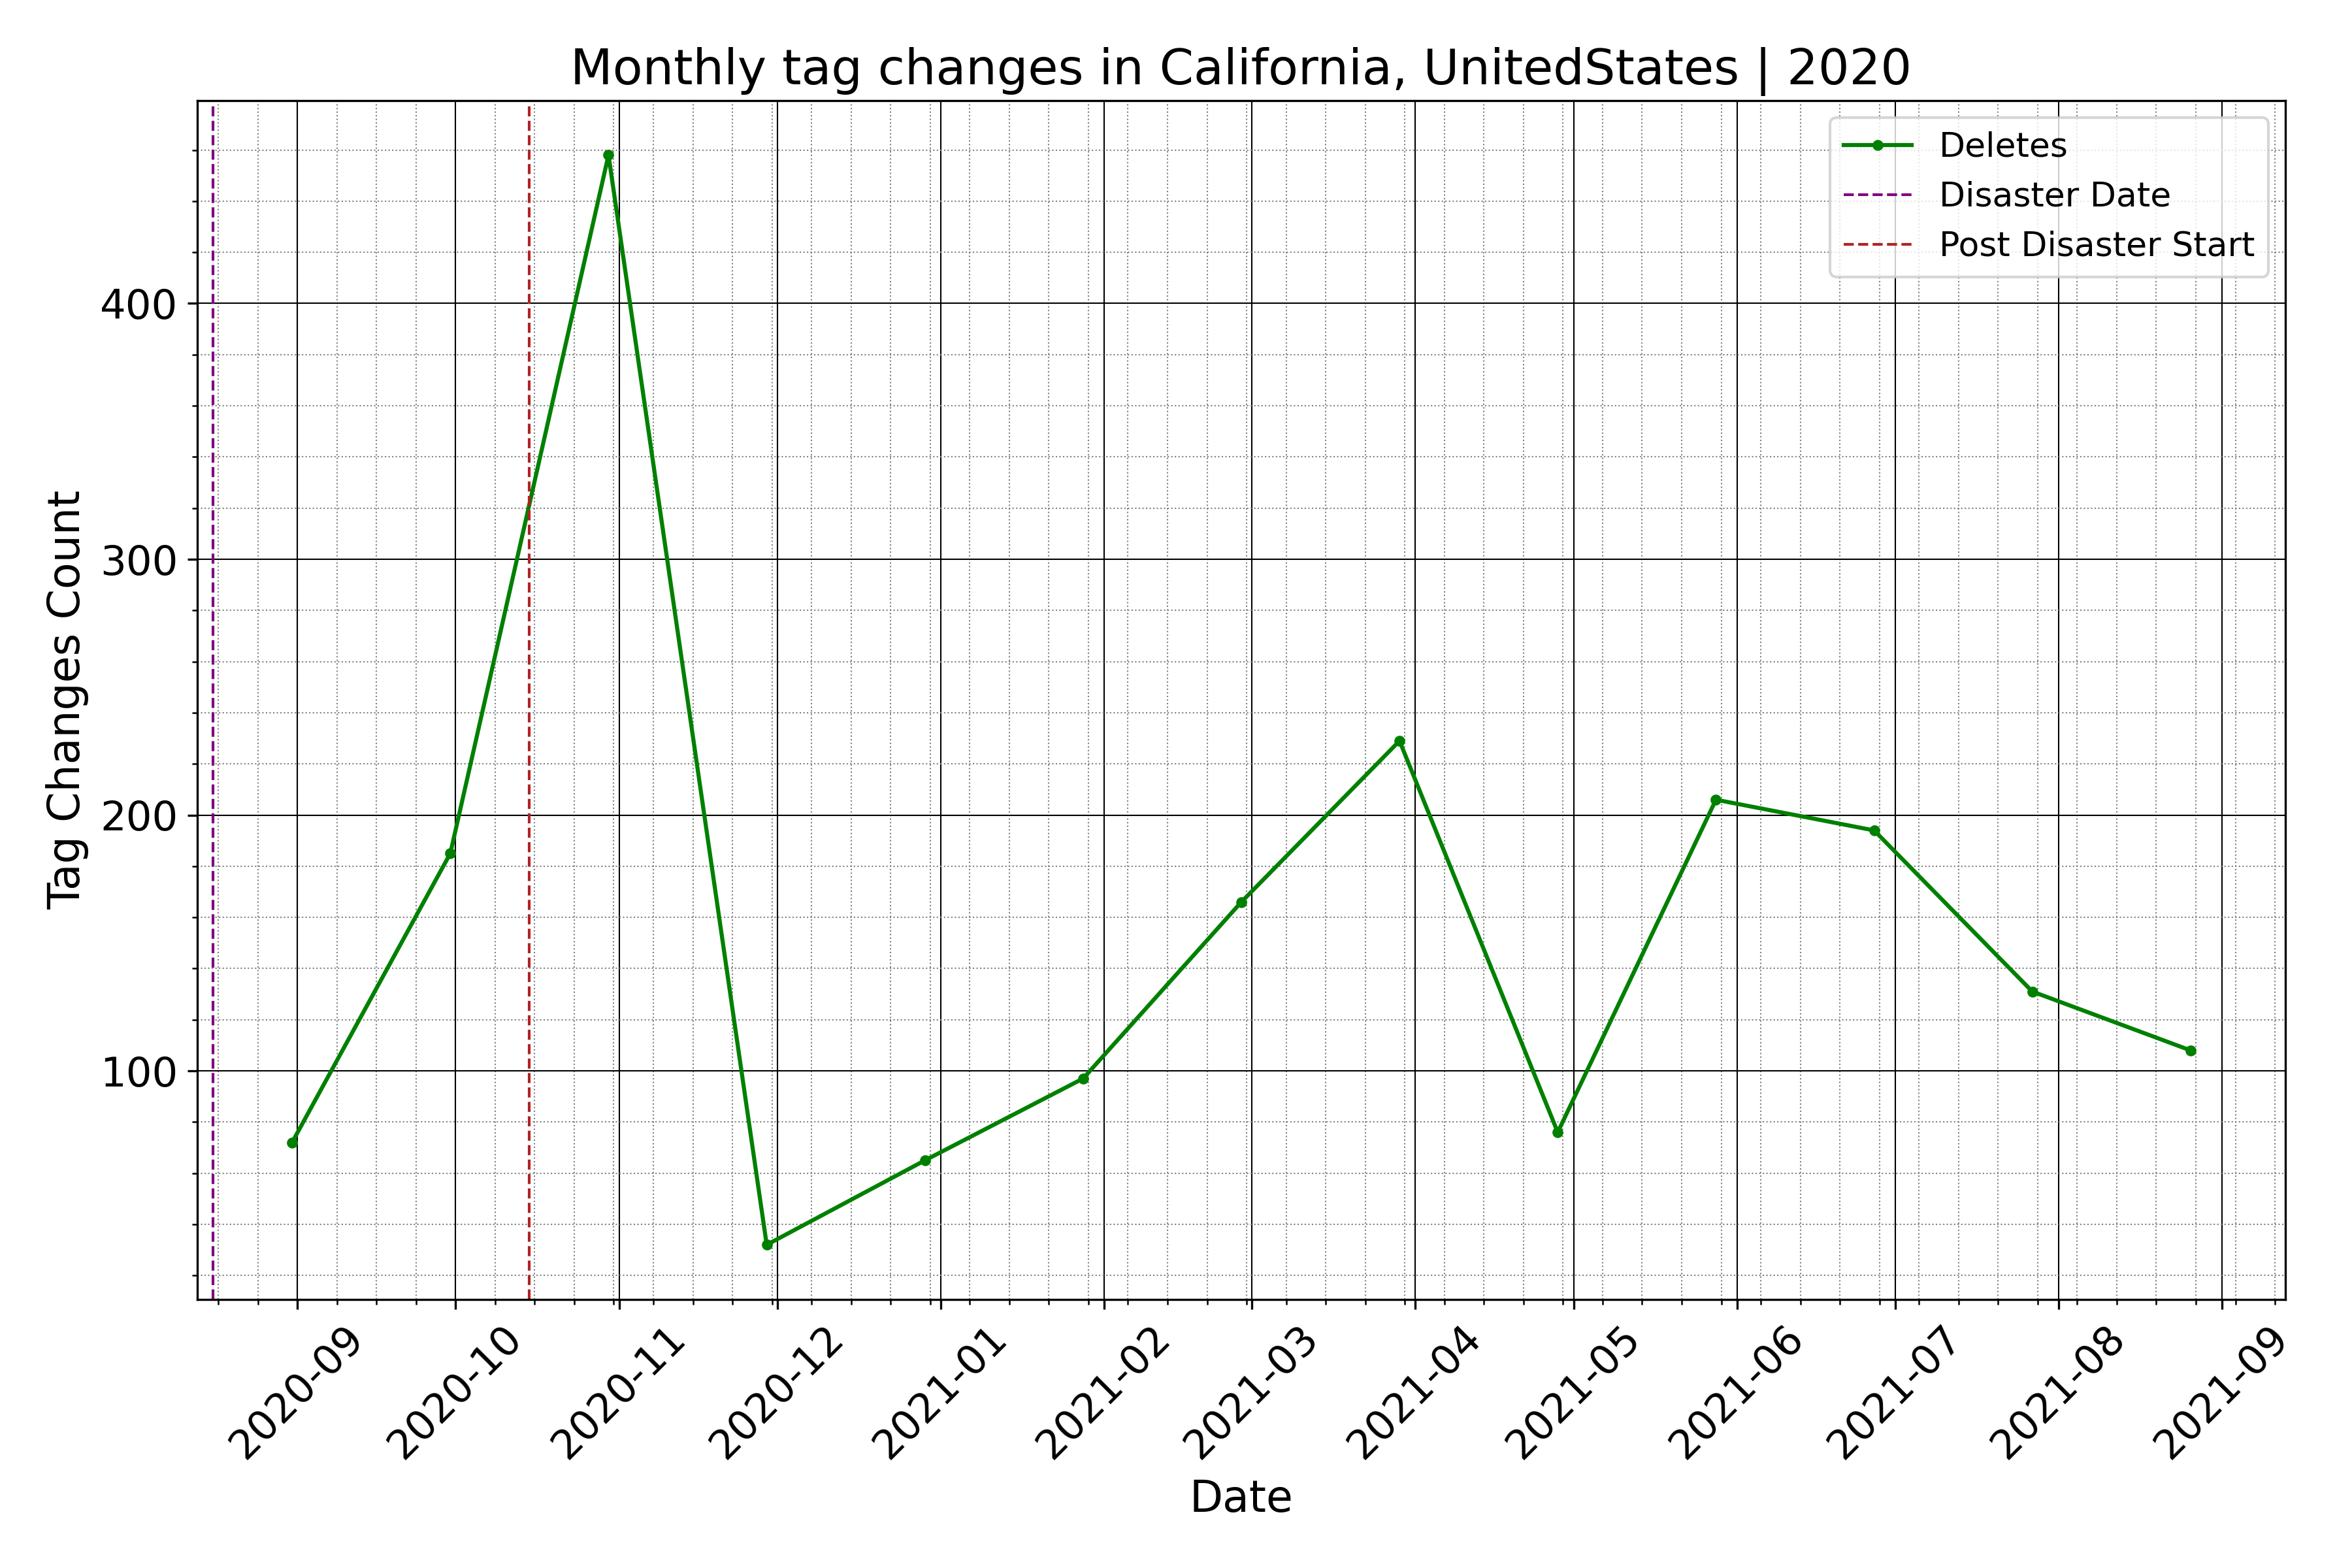 Monthly tag changes in California, UnitedStates | 2020
Deletes
Disaster Date
Post Disaster Start
Tag Changes Count
400
300
200
100
2020-09
2020-10
2020-11
2020-12
2021-01
2021-02
2021-03
2021-04
2021-05
2021-06
2021-07
2021-08
2021-09
Date